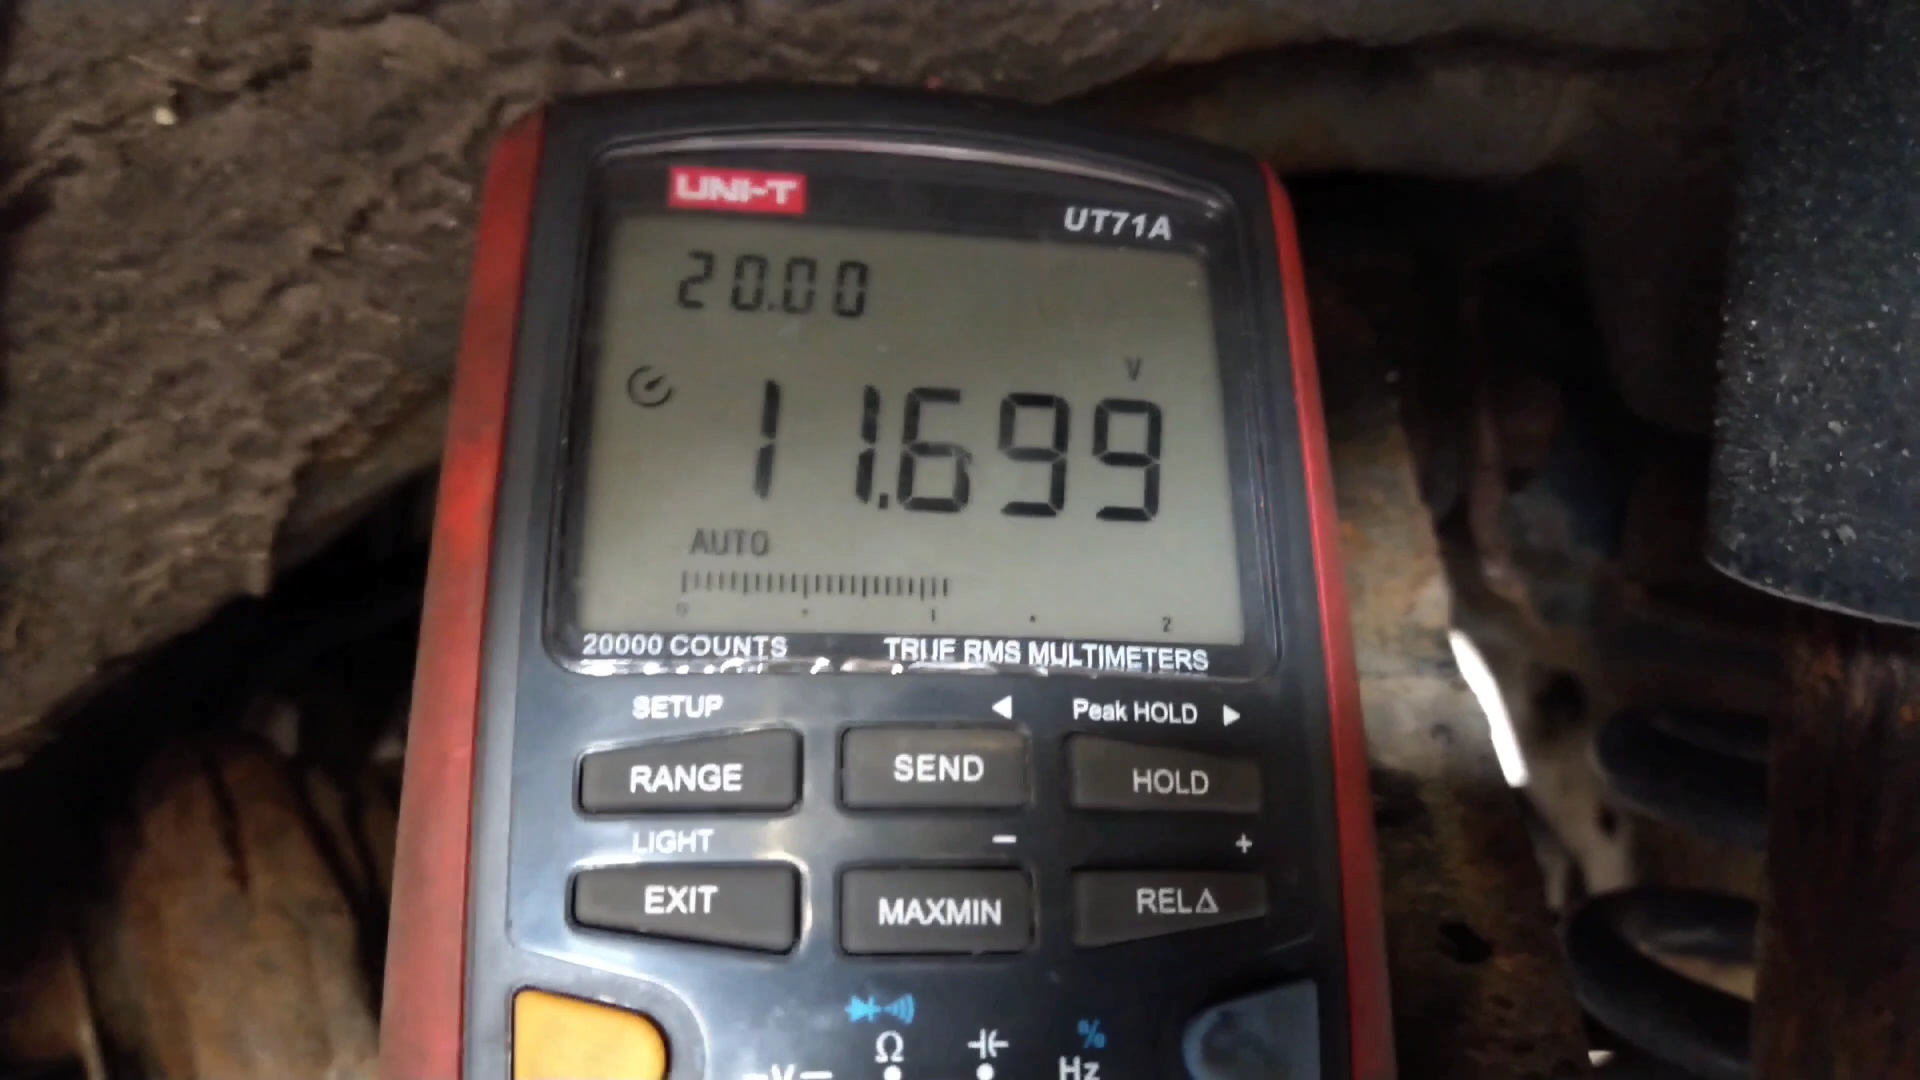 UNI-T
UT71A
20.00
V
11.699
AUTO
0 1 2
20000 COUNTS TRUE RMS MULTIMETERS
SETUP ◀ Peak HOLD ▶
RANGE SEND HOLD
LIGHT − +
EXIT MAXMIN REL△
Ω %
V Hz